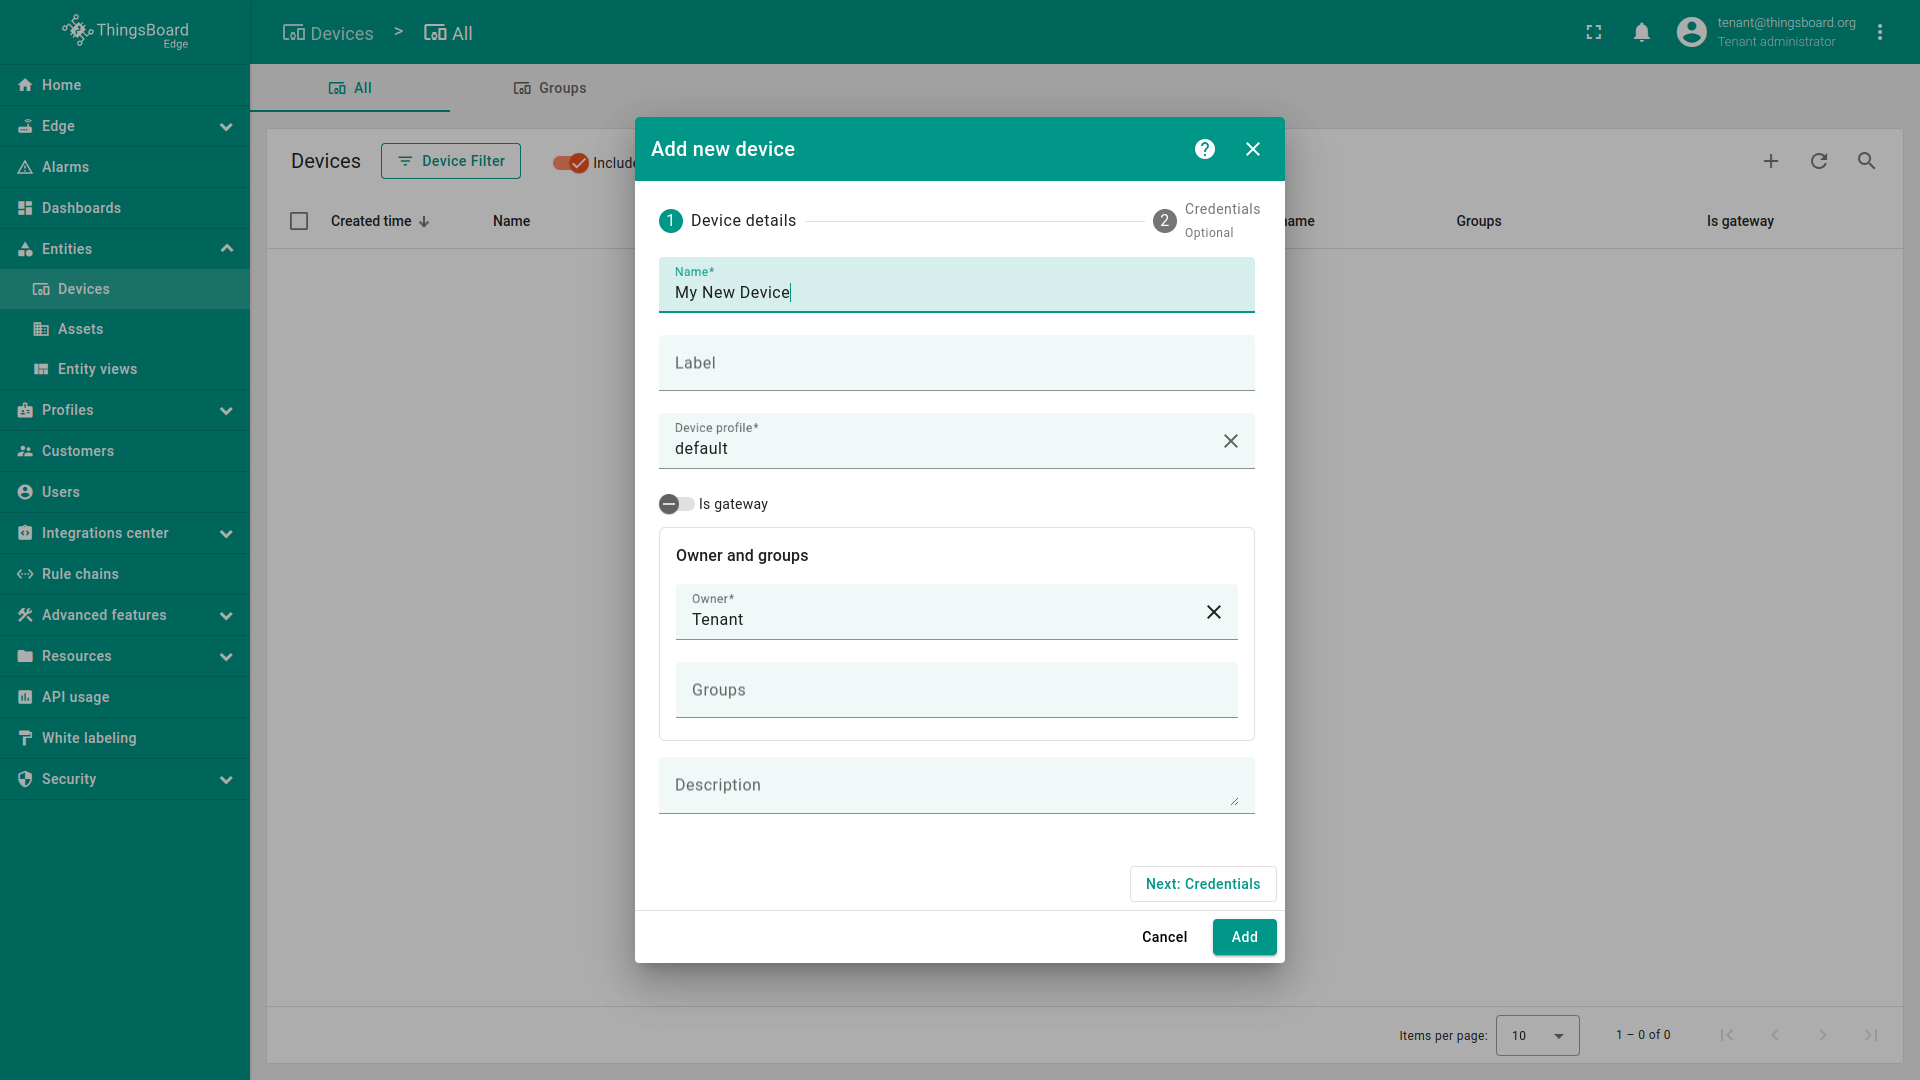 ThingsBoard
Edge
Devices > All
tenant@thingsboard.org
Tenant administrator
Home
Edge
Alarms
Dashboards
Entities
Devices
Assets
Entity views
Profiles
Customers
Users
Integrations center
Rule chains
Advanced features
Resources
API usage
White labeling
Security
All
Groups
Devices
Device Filter
Include
Created time
Name
Groups
Is gateway
Add new device
?
1 Device details
2 Credentials
Optional
Name*
My New Device
Label
Device profile*
default
Is gateway
Owner and groups
Owner*
Tenant
Groups
Description
Next: Credentials
Cancel
Add
Items per page: 10
1 – 0 of 0